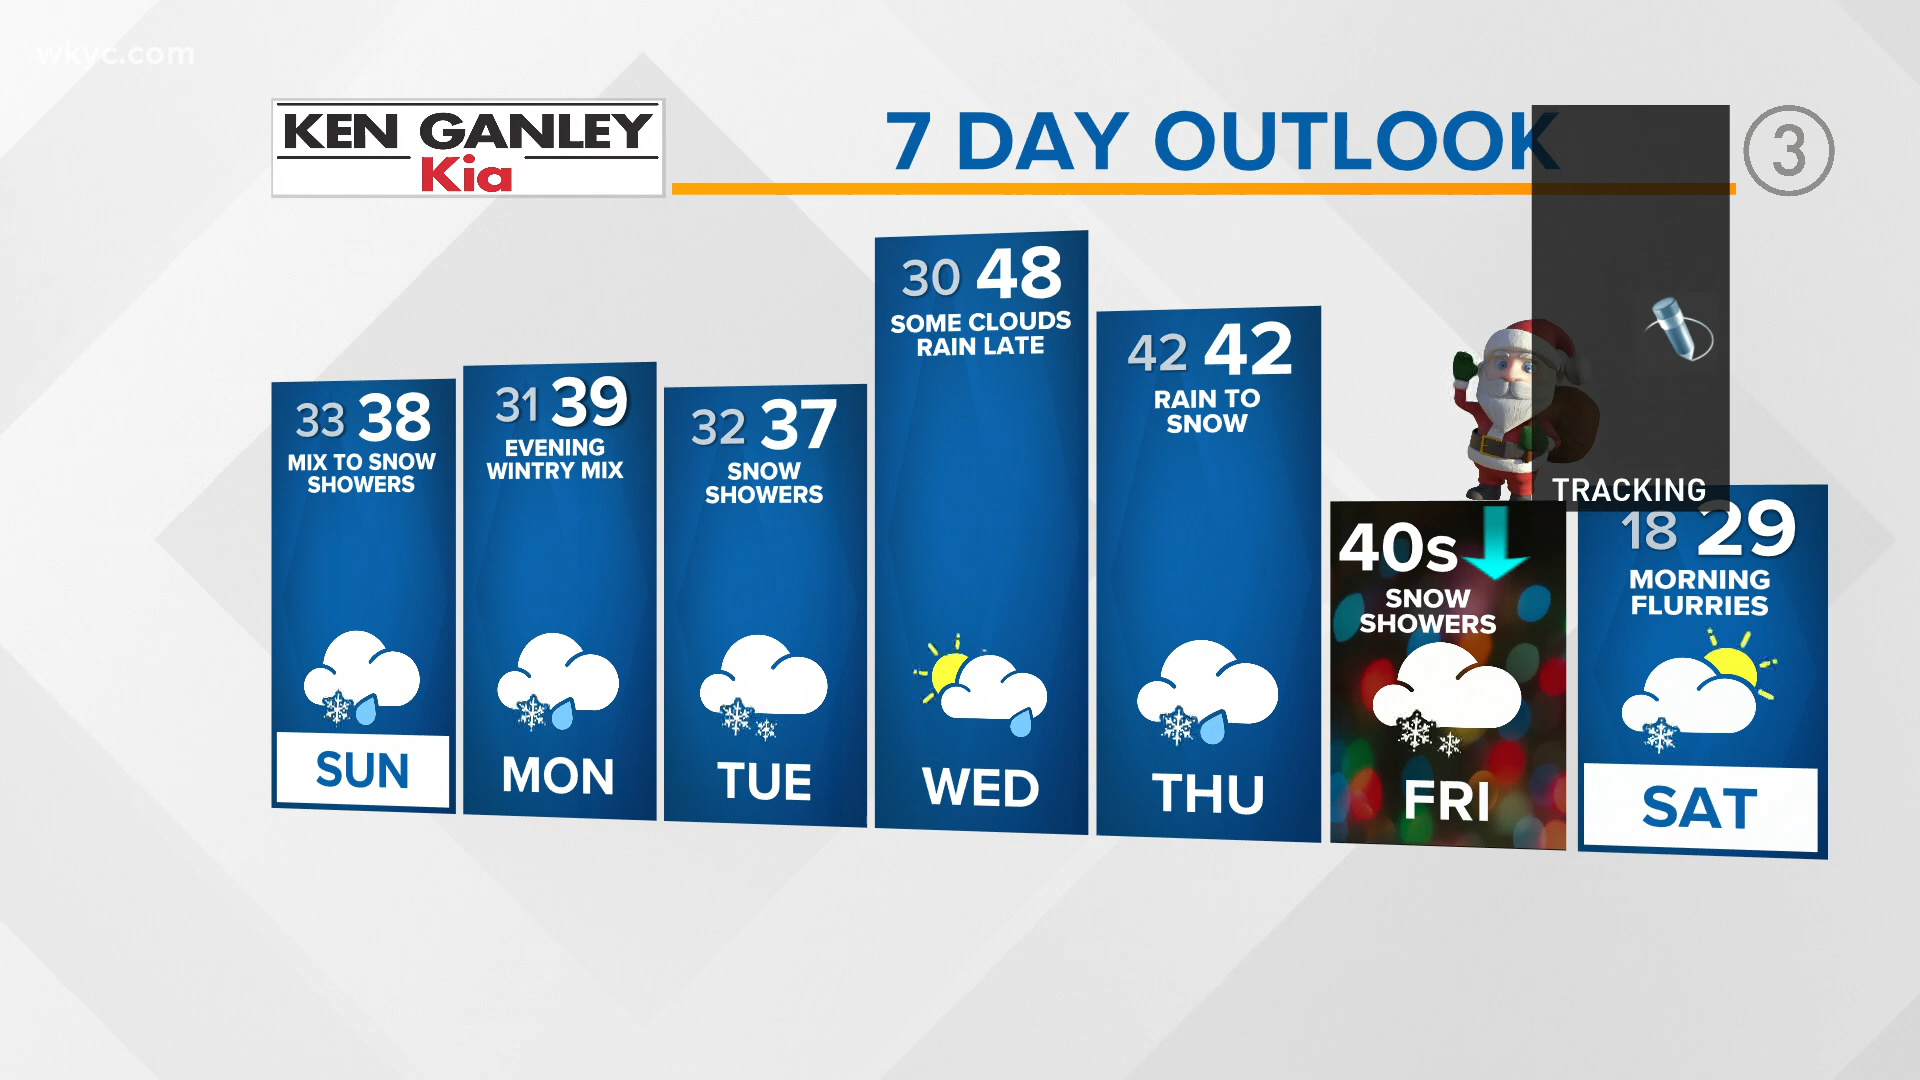 wkyc.com
KEN GANLEY
Kia
7 DAY OUTLOOK
3
33 38
MIX TO SNOW
SHOWERS
SUN
31 39
EVENING
WINTRY MIX
MON
32 37
SNOW
SHOWERS
TUE
30 48
SOME CLOUDS
RAIN LATE
WED
42 42
RAIN TO
SNOW
THU
40s
SNOW
SHOWERS
FRI
TRACKING
18 29
MORNING
FLURRIES
SAT